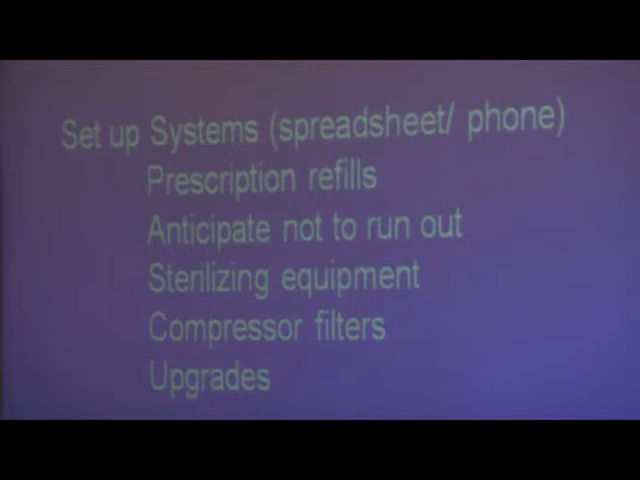 Set up Systems (spreadsheet/ phone)
Prescription refills
Anticipate not to run out
Sterilizing equipment
Compressor filters
Upgrades